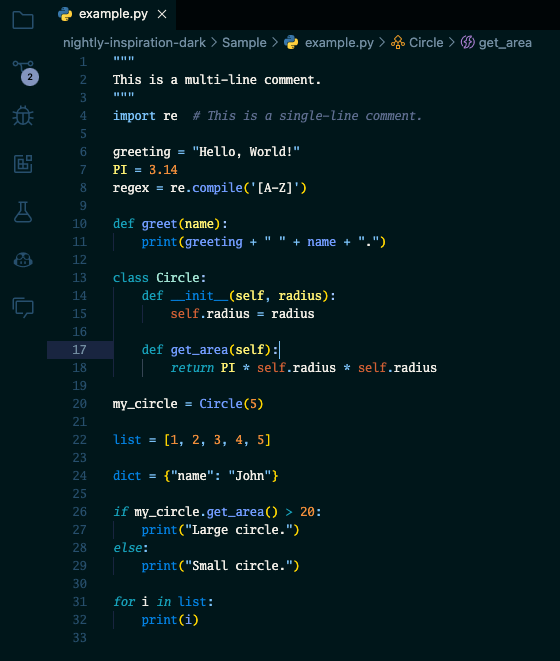 example.py ×
nightly-inspiration-dark > Sample > example.py > Circle > get_area
2
1 """
2 This is a multi-line comment.
3 """
4 import re  # This is a single-line comment.
5
6 greeting = "Hello, World!"
7 PI = 3.14
8 regex = re.compile('[A-Z]')
9
10 def greet(name):
11     print(greeting + " " + name + ".")
12
13 class Circle:
14     def __init__(self, radius):
15         self.radius = radius
16
17     def get_area(self):
18         return PI * self.radius * self.radius
19
20 my_circle = Circle(5)
21
22 list = [1, 2, 3, 4, 5]
23
24 dict = {"name": "John"}
25
26 if my_circle.get_area() > 20:
27     print("Large circle.")
28 else:
29     print("Small circle.")
30
31 for i in list:
32     print(i)
33